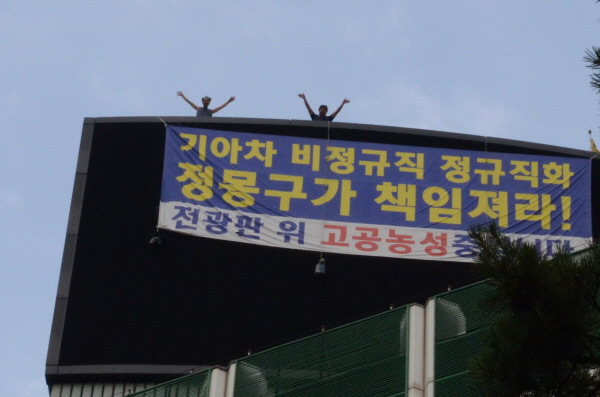 기아차 비정규직 정규직화
정몽구가 책임져라!
전광판 위 고공농성중